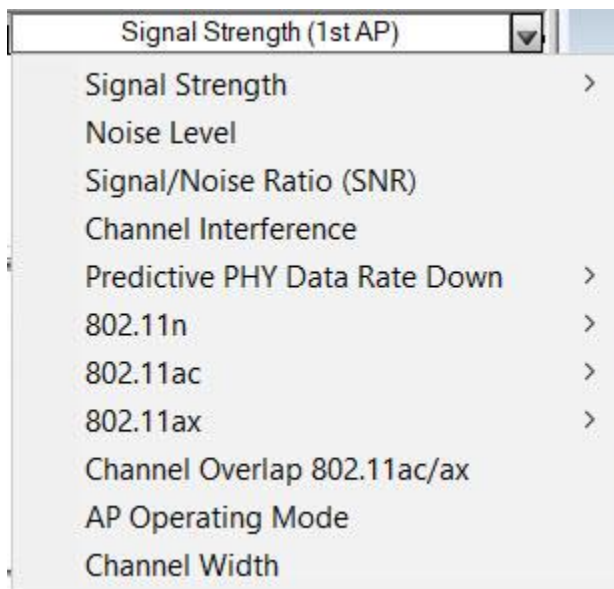 Signal Strength (1st AP)
Signal Strength
Noise Level
Signal/Noise Ratio (SNR)
Channel Interference
Predictive PHY Data Rate Down
802.11n
802.11ac
802.11ax
Channel Overlap 802.11ac/ax
AP Operating Mode
Channel Width